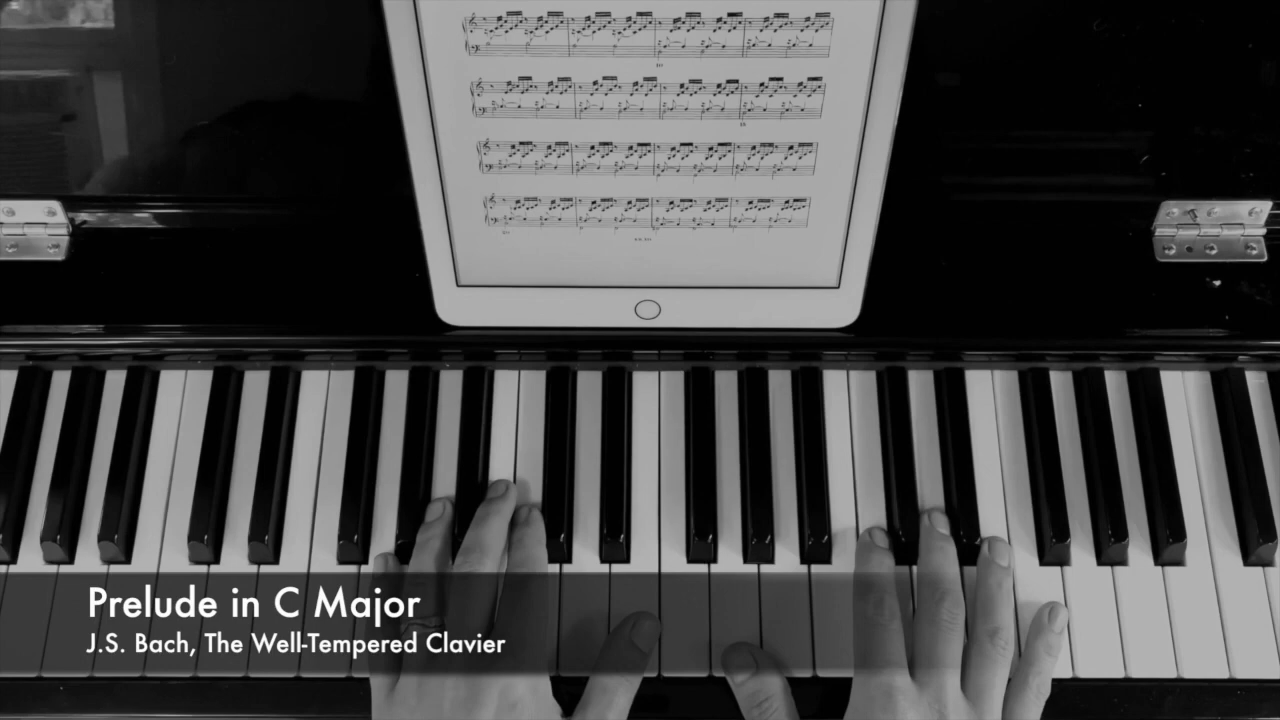 Prelude in C Major
J.S. Bach, The Well-Tempered Clavier